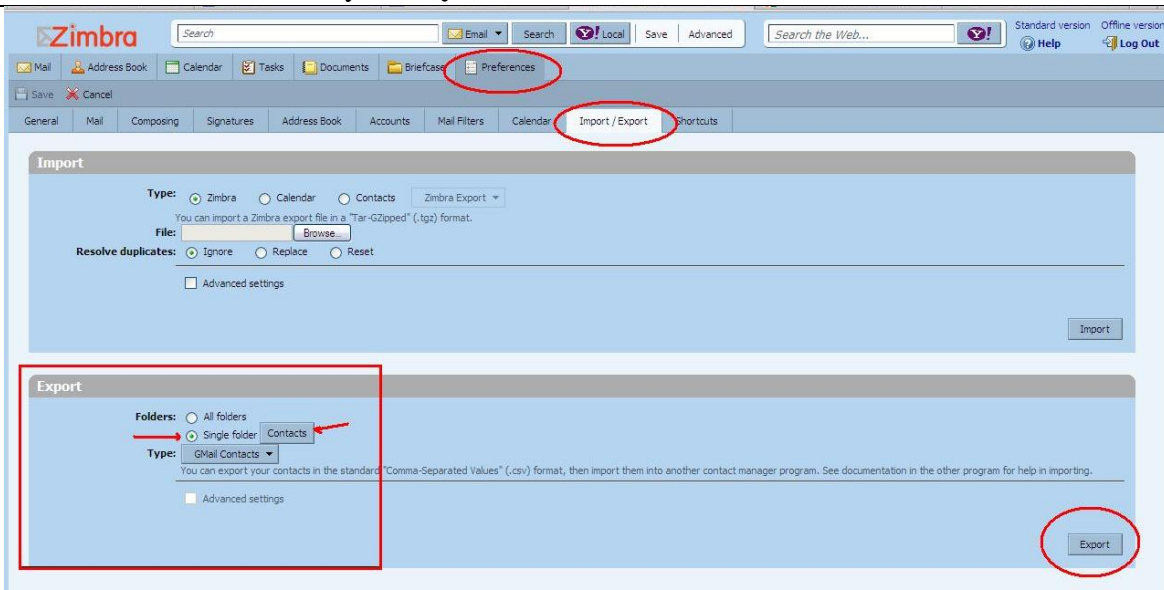 Zimbra Search Email Search Y! Local Save Advanced Search the Web... Y! Standard version Offline version
Help Log Out
Mail Address Book Calendar Tasks Documents Briefcase Preferences
Save Cancel
General Mail Composing Signatures Address Book Accounts Mail Filters Calendar Import / Export Shortcuts
Import
Type: Zimbra Calendar Contacts Zimbra Export
You can import a Zimbra export file in a "Tar-GZipped" (.tgz) format.
File: Browse...
Resolve duplicates: Ignore Replace Reset
Advanced settings
Import
Export
Folders: All folders
Single folder Contacts
Type: GMail Contacts
You can export your contacts in the standard "Comma-Separated Values" (.csv) format, then import them into another contact manager program. See documentation in the other program for help in importing.
Advanced settings
Export